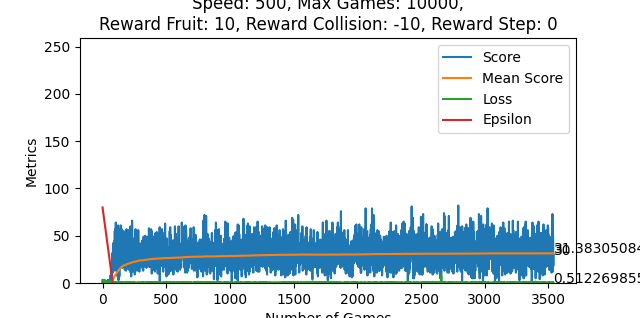 Speed: 500, Max Games: 10000,
Reward Fruit: 10, Reward Collision: -10, Reward Step: 0
250
200
150
100
50
0
Metrics
Score
Mean Score
Loss
Epsilon
0.512269855
0 500 1000 1500 2000 2500 3000 3500
Number of Games